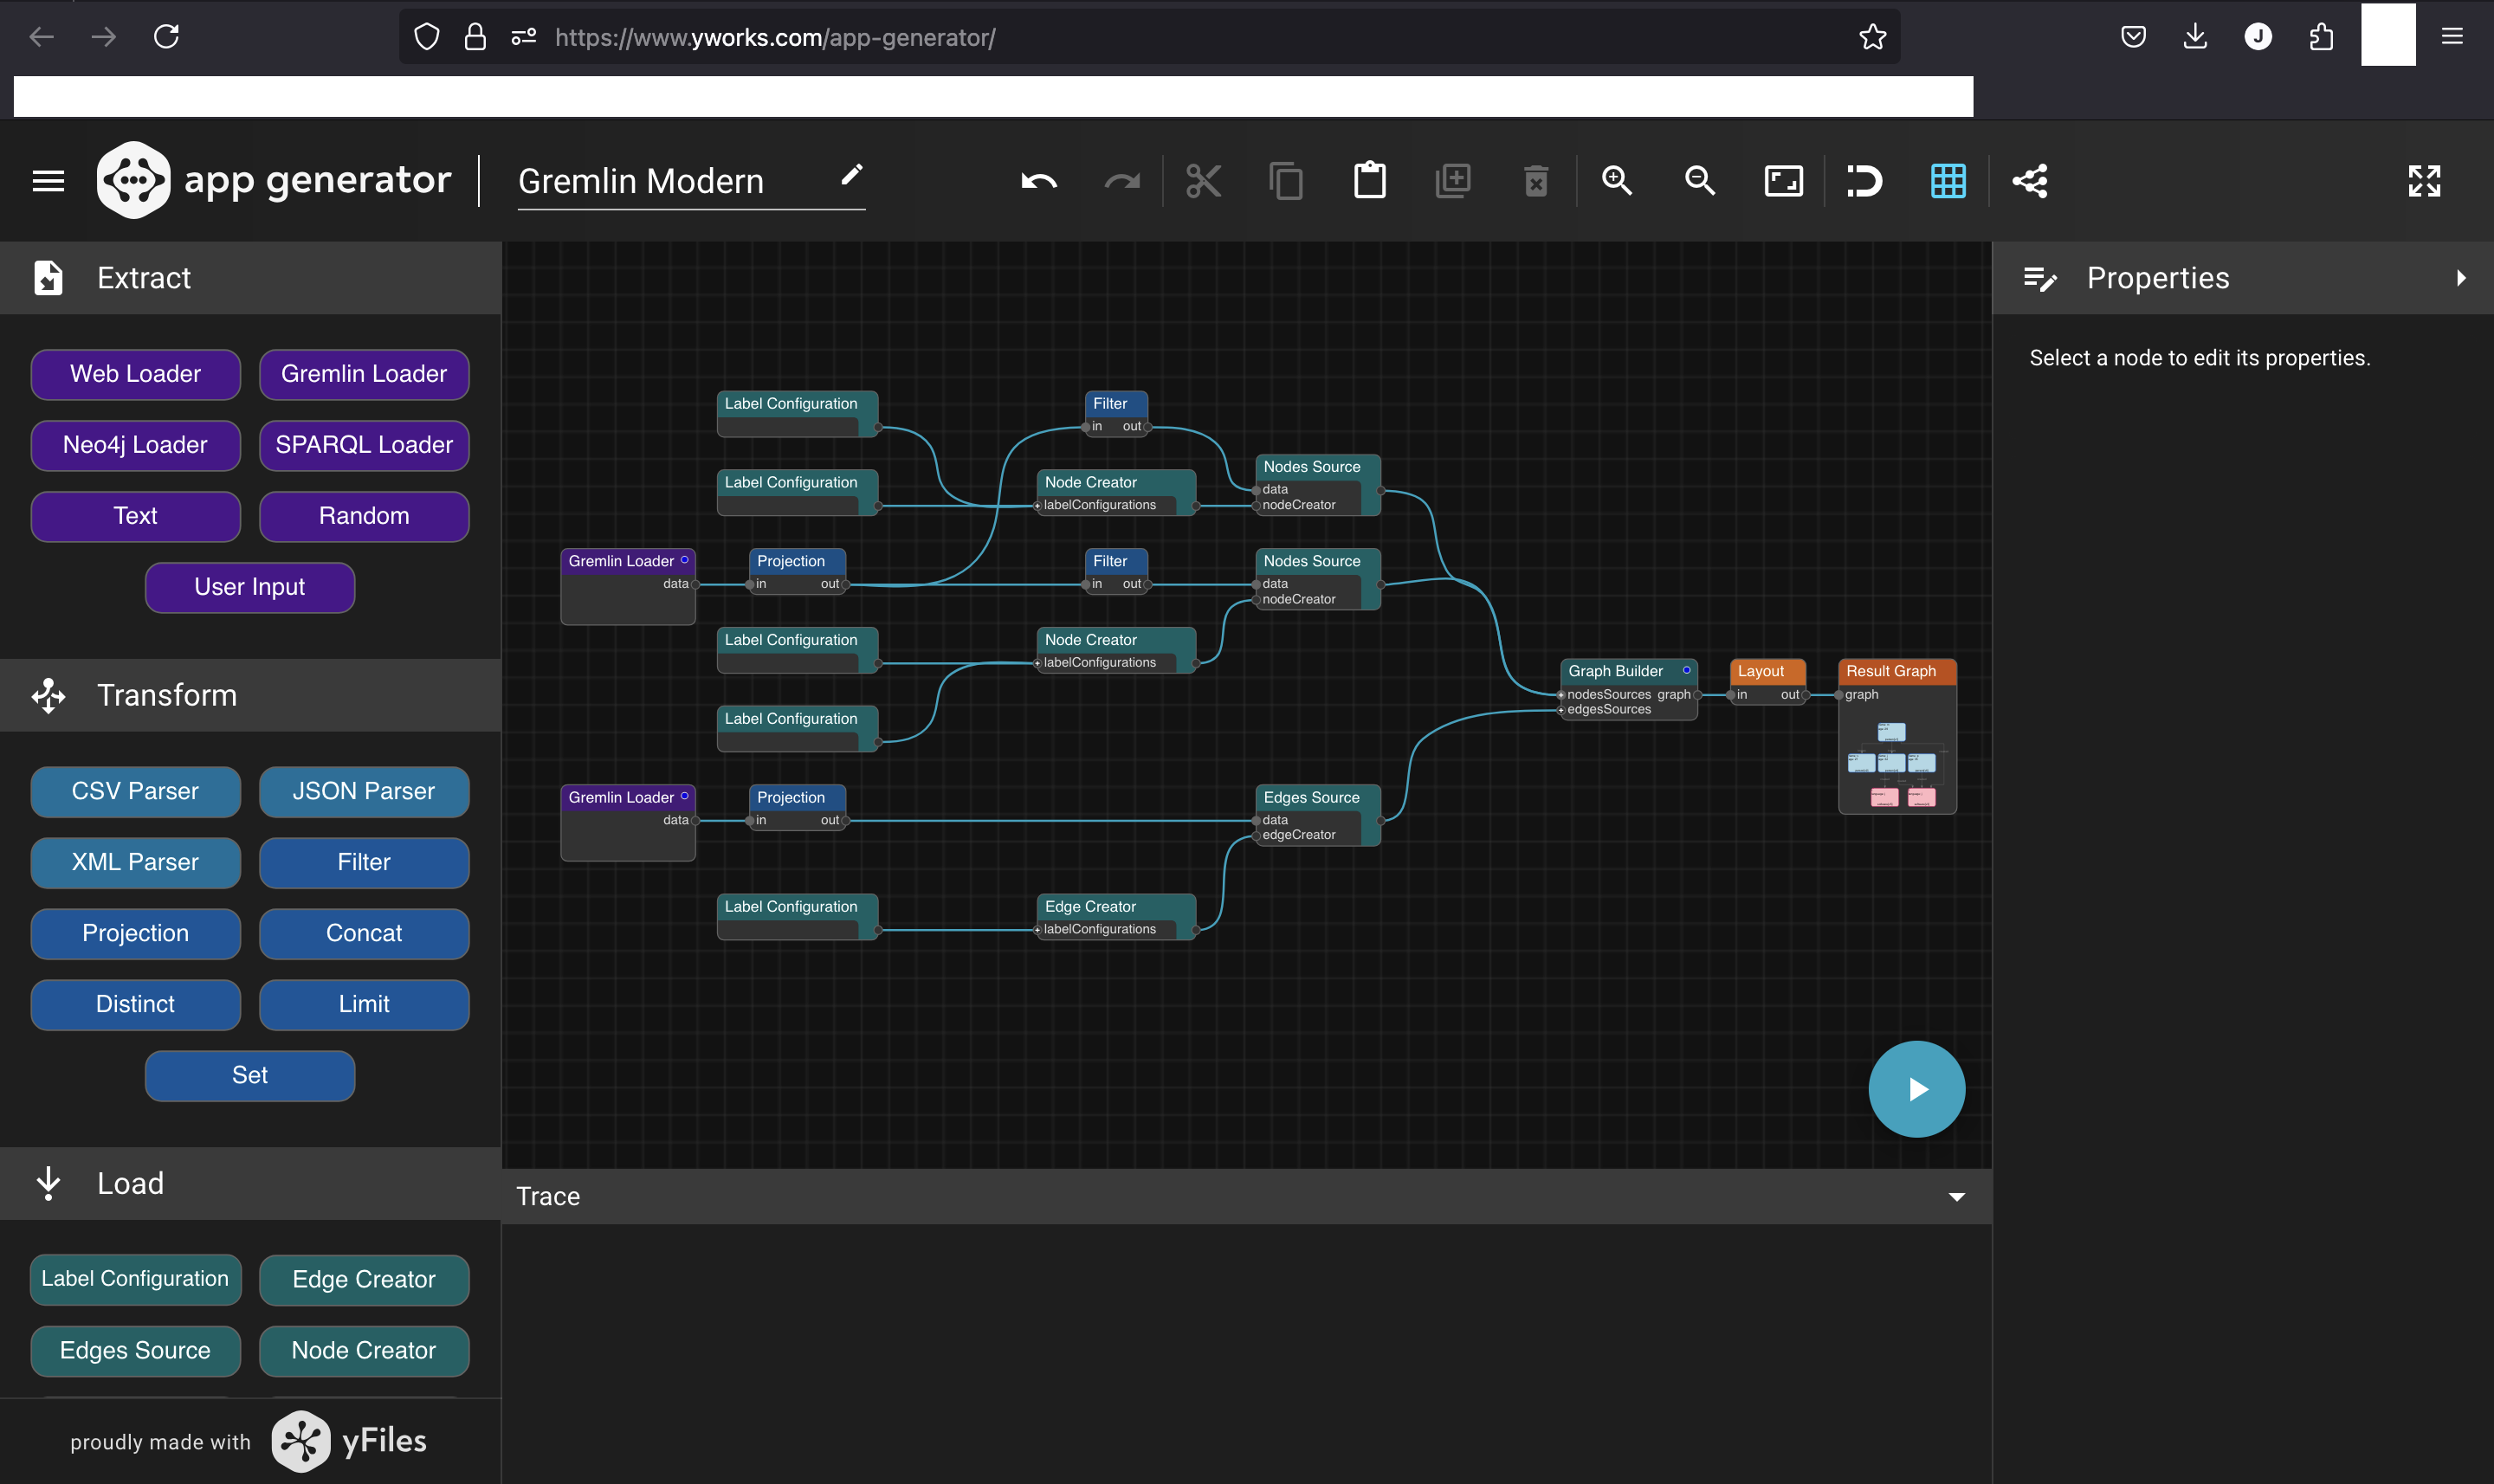 https://www.yworks.com/app-generator/
J
app generator
Gremlin Modern
Extract
Web Loader
Gremlin Loader
Neo4j Loader
SPARQL Loader
Text
Random
User Input
Transform
CSV Parser
JSON Parser
XML Parser
Filter
Projection
Concat
Distinct
Limit
Set
Load
Label Configuration
Edge Creator
Edges Source
Node Creator
proudly made with yFiles
Label Configuration
Filter
in out
Label Configuration
Node Creator
labelConfigurations
Nodes Source
data
nodeCreator
Gremlin Loader
data
Projection
in out
Filter
in out
Nodes Source
data
nodeCreator
Label Configuration
Node Creator
labelConfigurations
Label Configuration
Graph Builder
nodesSources graph
edgesSources
Layout
in out
Result Graph
graph
Gremlin Loader
data
Projection
in out
Edges Source
data
edgeCreator
Label Configuration
Edge Creator
labelConfigurations
Trace
Properties
Select a node to edit its properties.